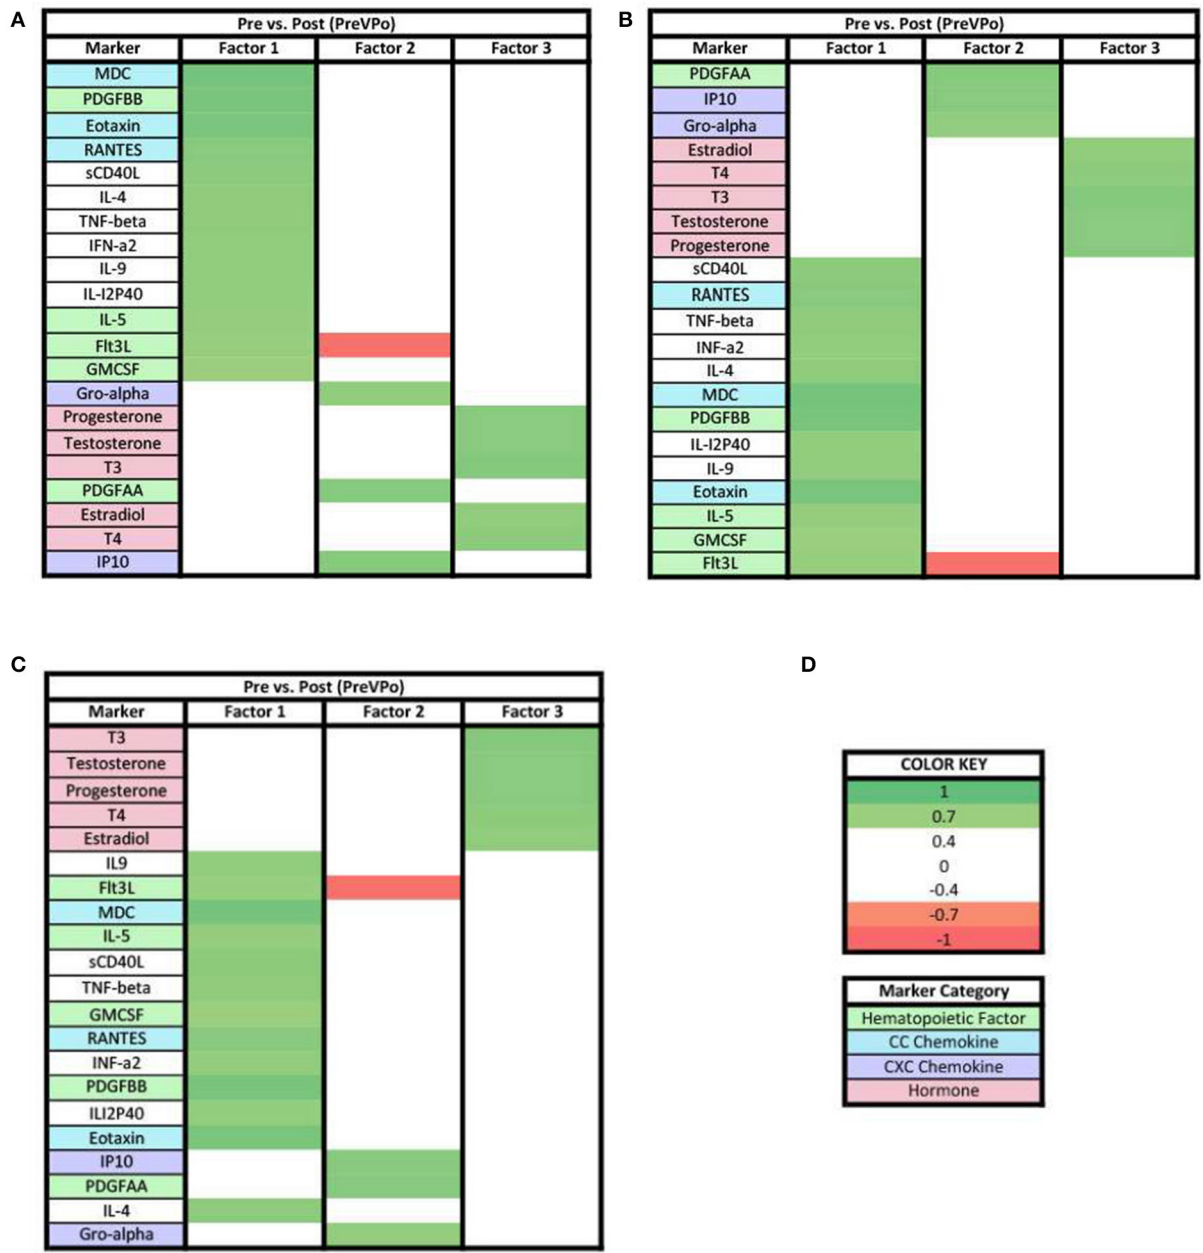 A
Pre vs. Post (PreVPo)
Marker Factor 1 Factor 2 Factor 3
MDC
PDGFBB
Eotaxin
RANTES
sCD40L
IL-4
TNF-beta
IFN-a2
IL-9
IL-I2P40
IL-5
Flt3L
GMCSF
Gro-alpha
Progesterone
Testosterone
T3
PDGFAA
Estradiol
T4
IP10
B
Pre vs. Post (PreVPo)
Marker Factor 1 Factor 2 Factor 3
PDGFAA
IP10
Gro-alpha
Estradiol
T4
T3
Testosterone
Progesterone
sCD40L
RANTES
TNF-beta
INF-a2
IL-4
MDC
PDGFBB
IL-I2P40
IL-9
Eotaxin
IL-5
GMCSF
Flt3L
C
Pre vs. Post (PreVPo)
Marker Factor 1 Factor 2 Factor 3
T3
Testosterone
Progesterone
T4
Estradiol
IL9
Flt3L
MDC
IL-5
sCD40L
TNF-beta
GMCSF
RANTES
INF-a2
PDGFBB
ILI2P40
Eotaxin
IP10
PDGFAA
IL-4
Gro-alpha
D
COLOR KEY
1
0.7
0.4
0
-0.4
-0.7
-1
Marker Category
Hematopoietic Factor
CC Chemokine
CXC Chemokine
Hormone